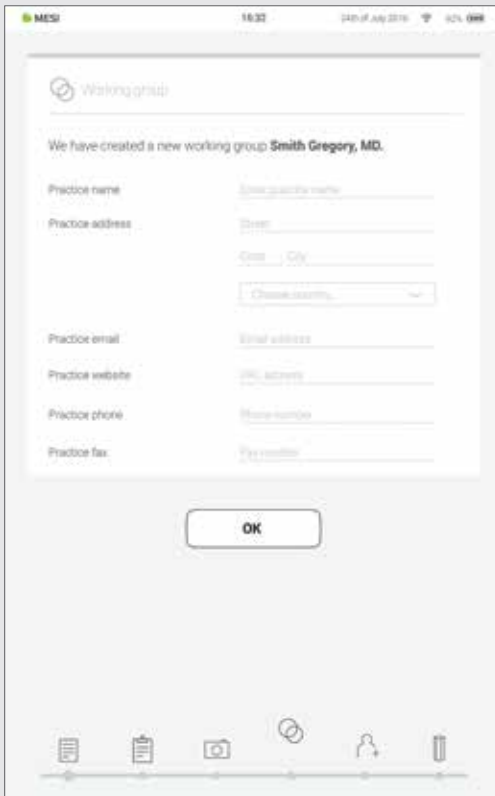 MESI 16:32 24th of July 2016 92%
Working group
We have created a new working group Smith Gregory, MD.
Practice name Enter practice name
Practice address Street
Code City
Choose country...
Practice email Email address
Practice website URL address
Practice phone Phone number
Practice fax Fax number
OK